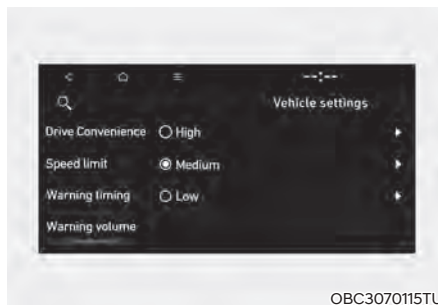 --:--
Vehicle settings
Drive Convenience High
Speed limit Medium
Warning timing Low
Warning volume
OBC3070115TU